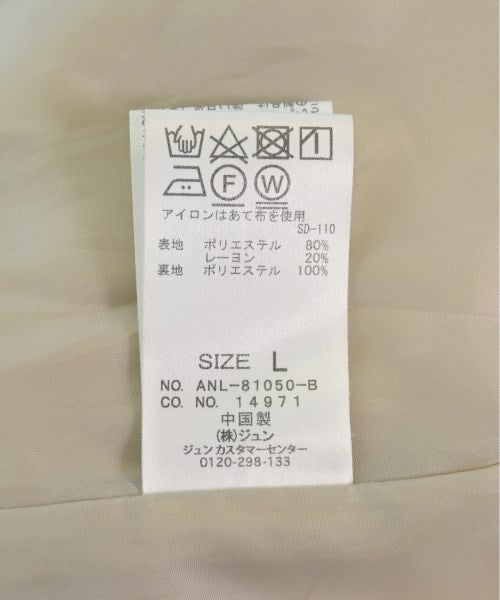 F W
アイロンはあて布を使用
SD-110
表地 ポリエステル 80%
レーヨン 20%
裏地 ポリエステル 100%
SIZE L
NO. ANL-81050-B
CO. NO. 14971
中国製
(株)ジュン
ジュンカスタマーセンター
0120-298-133